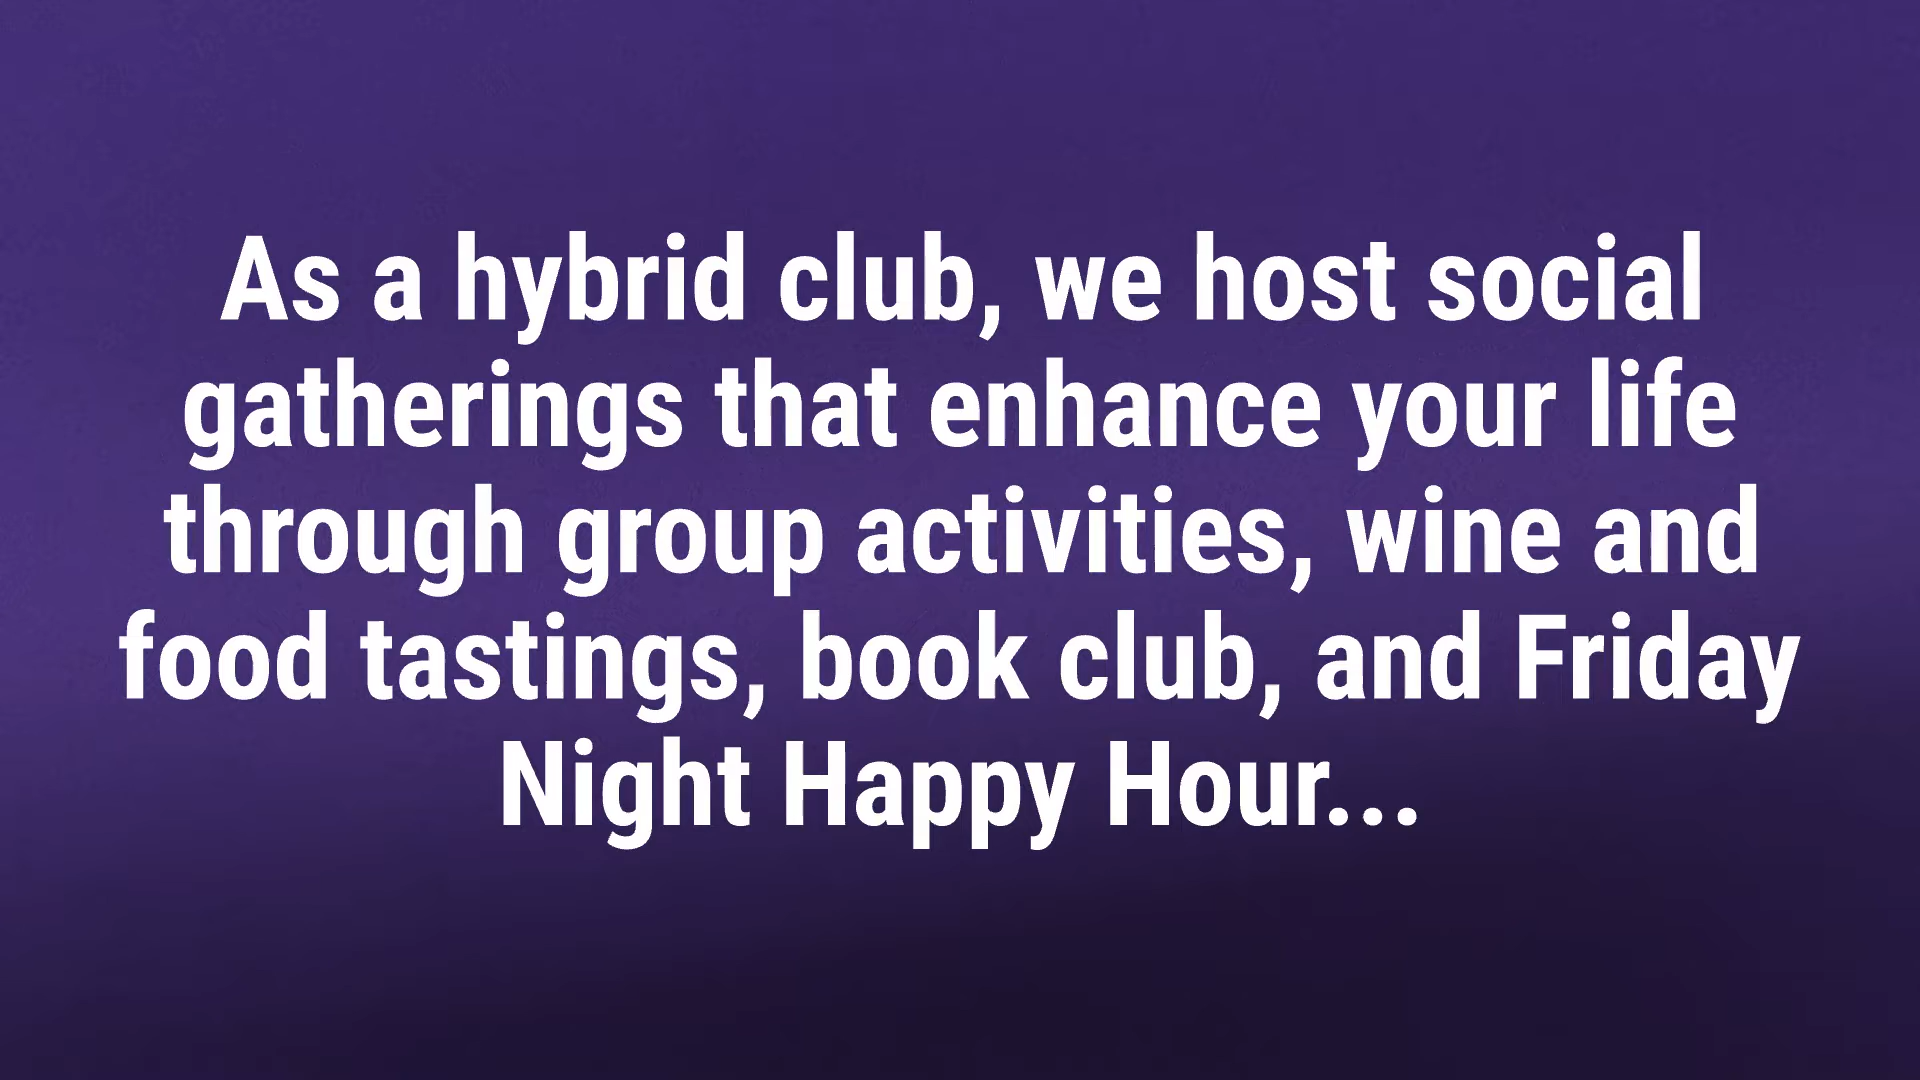 As a hybrid club, we host social
gatherings that enhance your life
through group activities, wine and
food tastings, book club, and Friday
Night Happy Hour...